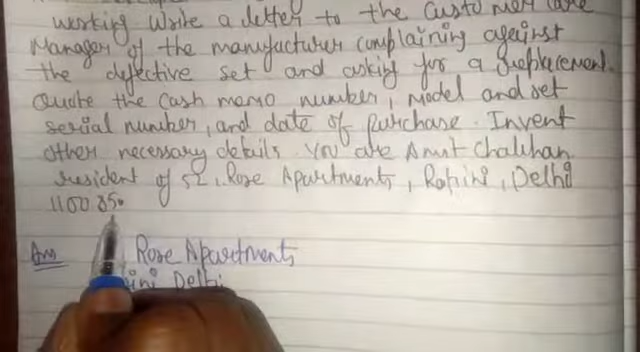 working. Write a letter to the Customer care
Manager of the manufacturer complaining against
the defective set and asking for a replacement.
Quote the cash memo number, model and set
serial number, and date of purchase. Invent
other necessary details. You are Amit Chauhan
resident of 52, Rose Apartments, Rohini, Delhi
1100850
Ans Rose Apartments
Delhi